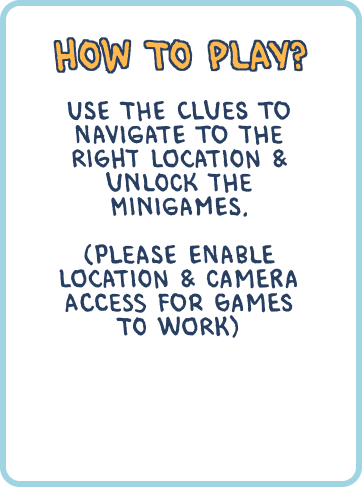 HOW TO PLAY?
USE THE CLUES TO
NAVIGATE TO THE
RIGHT LOCATION &
UNLOCK THE
MINIGAMES.
(PLEASE ENABLE
LOCATION & CAMERA
ACCESS FOR GAMES
TO WORK)